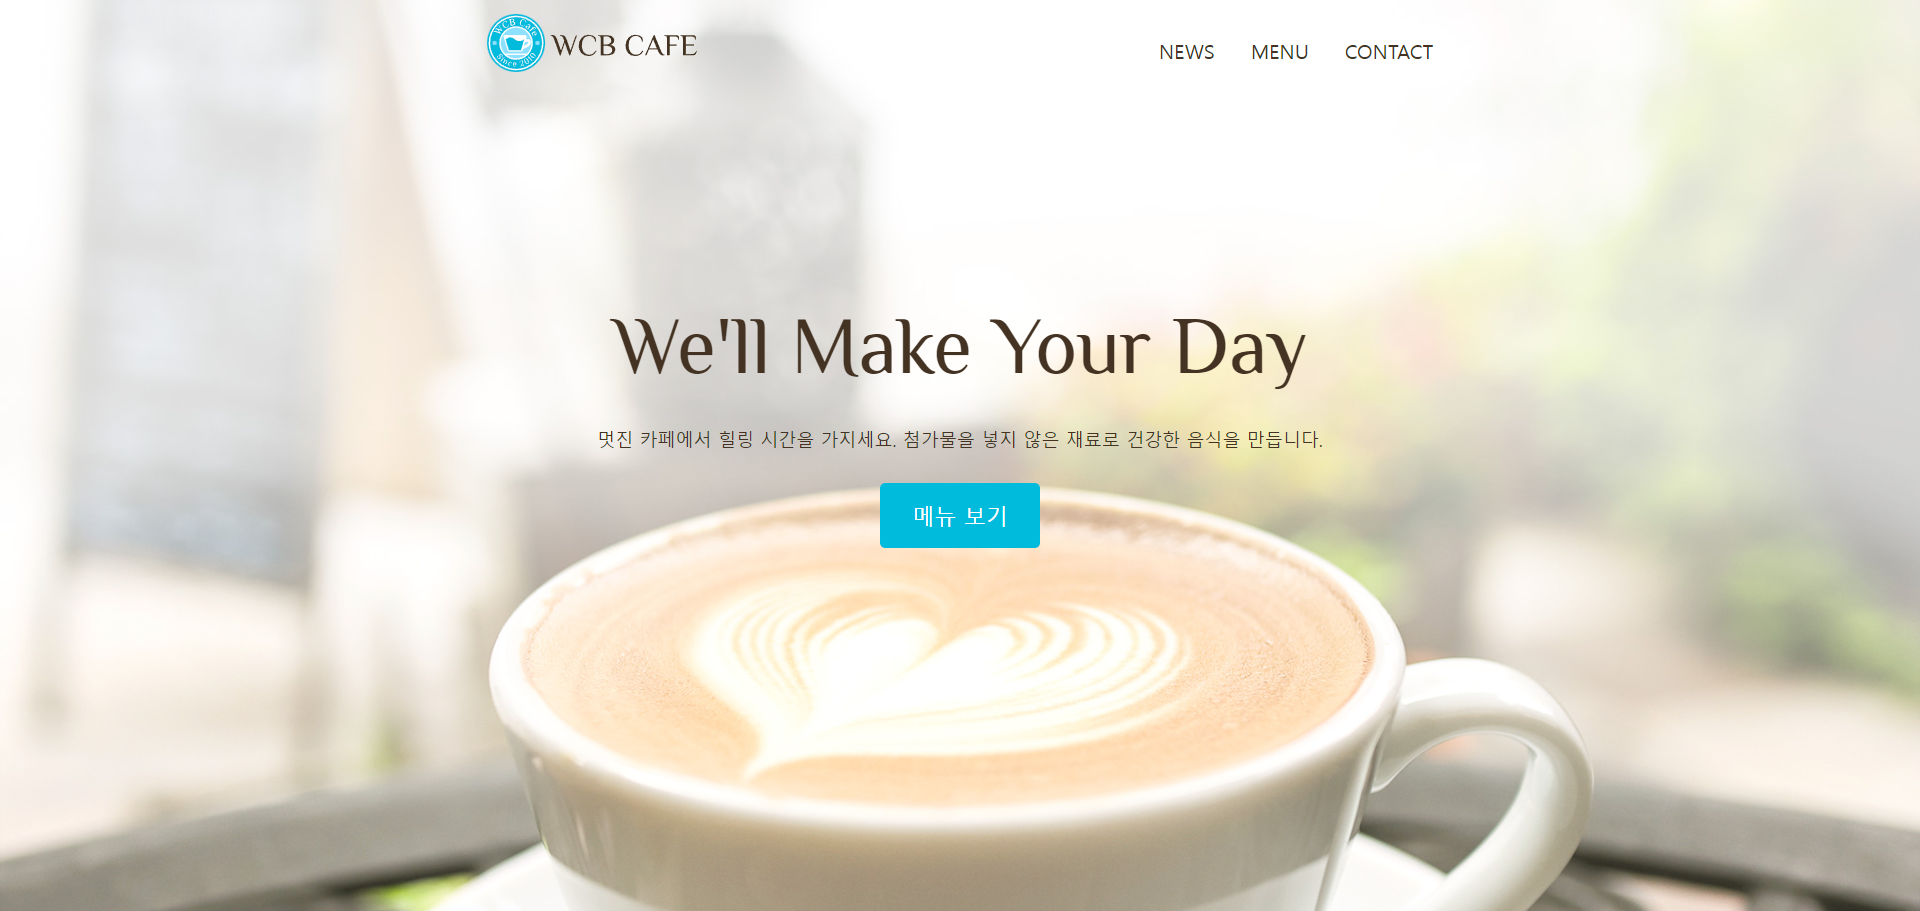 WCB Cafe
Since 2010
WCB CAFE
NEWS
MENU
CONTACT
We'll Make Your Day
멋진 카페에서 힐링 시간을 가지세요. 첨가물을 넣지 않은 재료로 건강한 음식을 만듭니다.
메뉴 보기